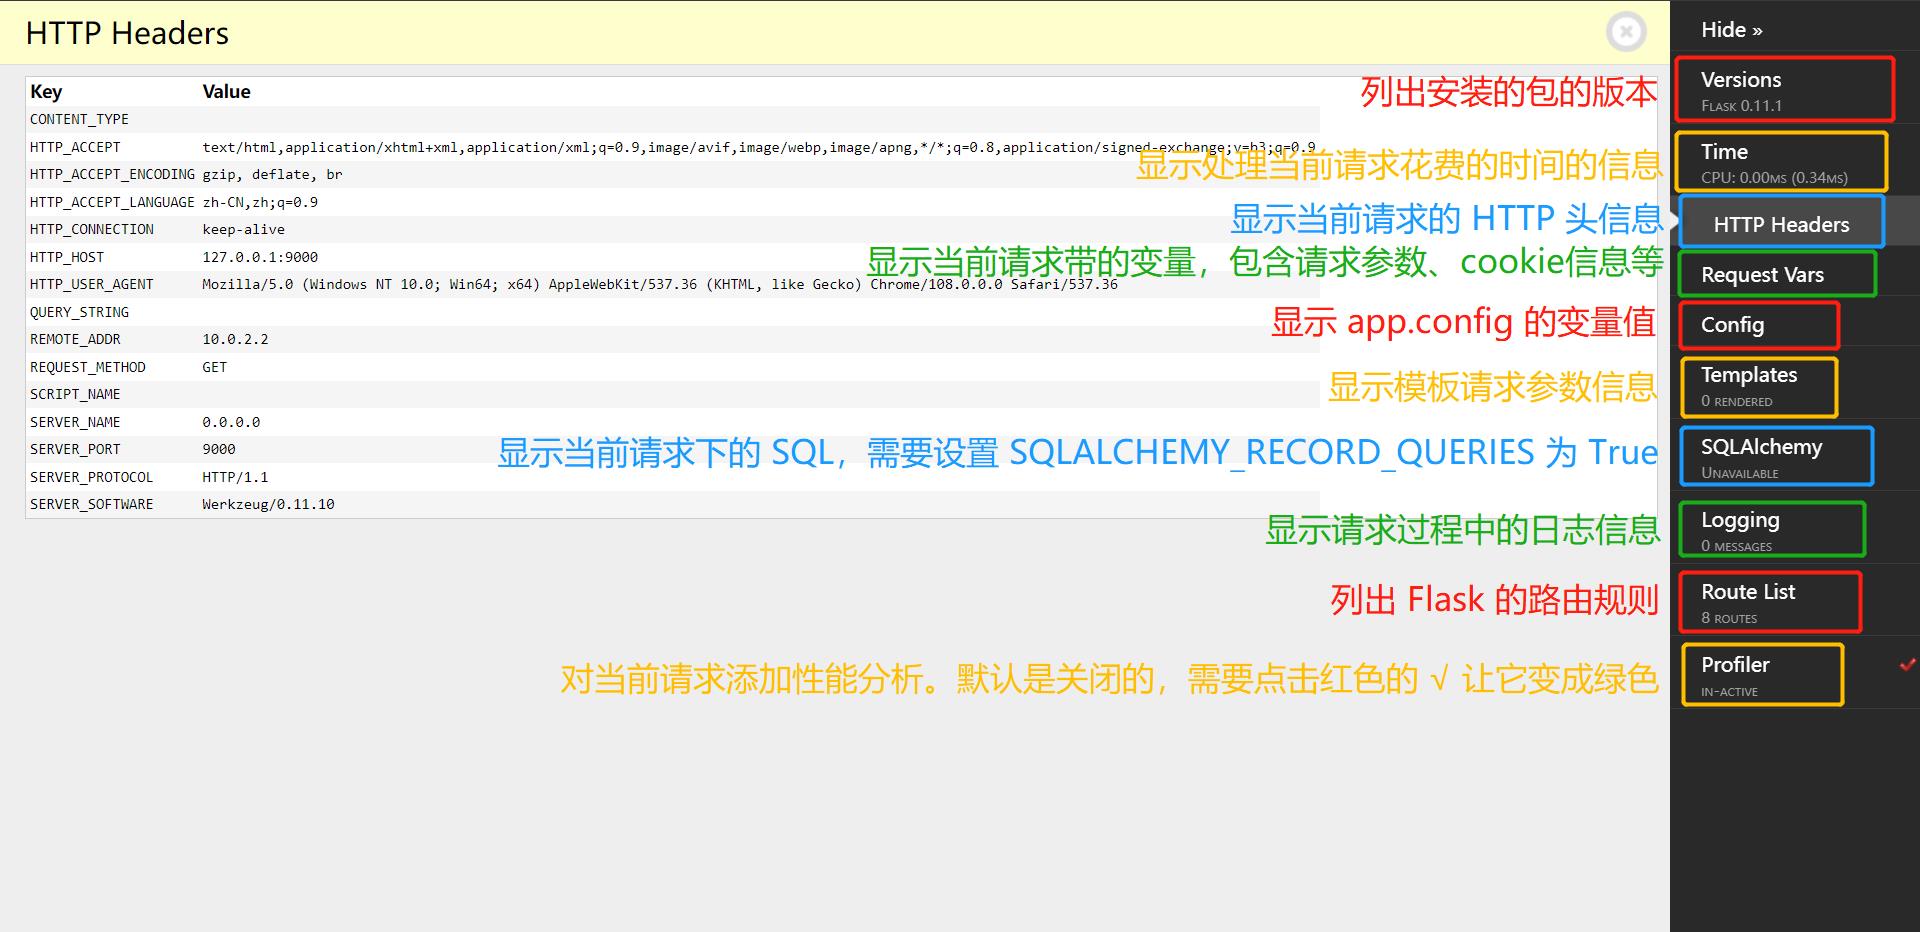 HTTP Headers
Key Value
CONTENT_TYPE
HTTP_ACCEPT text/html,application/xhtml+xml,application/xml;q=0.9,image/avif,image/webp,image/apng,*/*;q=0.8,application/signed-exchange;v=b3;q=0.9
HTTP_ACCEPT_ENCODING gzip, deflate, br
HTTP_ACCEPT_LANGUAGE zh-CN,zh;q=0.9
HTTP_CONNECTION keep-alive
HTTP_HOST 127.0.0.1:9000
HTTP_USER_AGENT Mozilla/5.0 (Windows NT 10.0; Win64; x64) AppleWebKit/537.36 (KHTML, like Gecko) Chrome/108.0.0.0 Safari/537.36
QUERY_STRING
REMOTE_ADDR 10.0.2.2
REQUEST_METHOD GET
SCRIPT_NAME
SERVER_NAME 0.0.0.0
SERVER_PORT 9000
SERVER_PROTOCOL HTTP/1.1
SERVER_SOFTWARE Werkzeug/0.11.10
列出安装的包的版本
显示处理当前请求花费的时间的信息
显示当前请求的 HTTP 头信息
显示当前请求带的变量，包含请求参数、cookie信息等
显示 app.config 的变量值
显示模板请求参数信息
显示当前请求下的 SQL，需要设置 SQLALCHEMY_RECORD_QUERIES 为 True
显示请求过程中的日志信息
列出 Flask 的路由规则
对当前请求添加性能分析。默认是关闭的，需要点击红色的 √ 让它变成绿色
Hide »
Versions
Flask 0.11.1
Time
CPU: 0.00ms (0.34ms)
HTTP Headers
Request Vars
Config
Templates
0 rendered
SQLAlchemy
Unavailable
Logging
0 messages
Route List
8 routes
Profiler
in-active